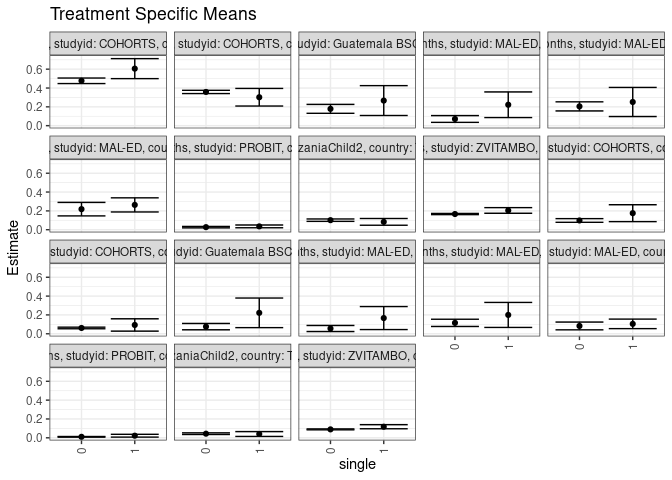 Treatment Specific Means
, studyid: COHORTS, c
studyid: COHORTS, c
udyid: Guatemala BSC
nths, studyid: MAL-ED,
onths, studyid: MAL-ED
0.6
0.4
0.2
0.0
, studyid: MAL-ED, cou
hs, studyid: PROBIT, c
zaniaChild2, country: T
s, studyid: ZVITAMBO,
studyid: COHORTS, co
0.6
0.4
0.2
0.0
studyid: COHORTS, co
dyid: Guatemala BSC
nths, studyid: MAL-ED,
nths, studyid: MAL-ED,
studyid: MAL-ED, coun
0.6
0.4
0.2
0.0
hs, studyid: PROBIT, co
zaniaChild2, country: T
, studyid: ZVITAMBO, c
0.6
0.4
0.2
0.0
0
1
0
1
0
1
0
1
0
1
single
Estimate